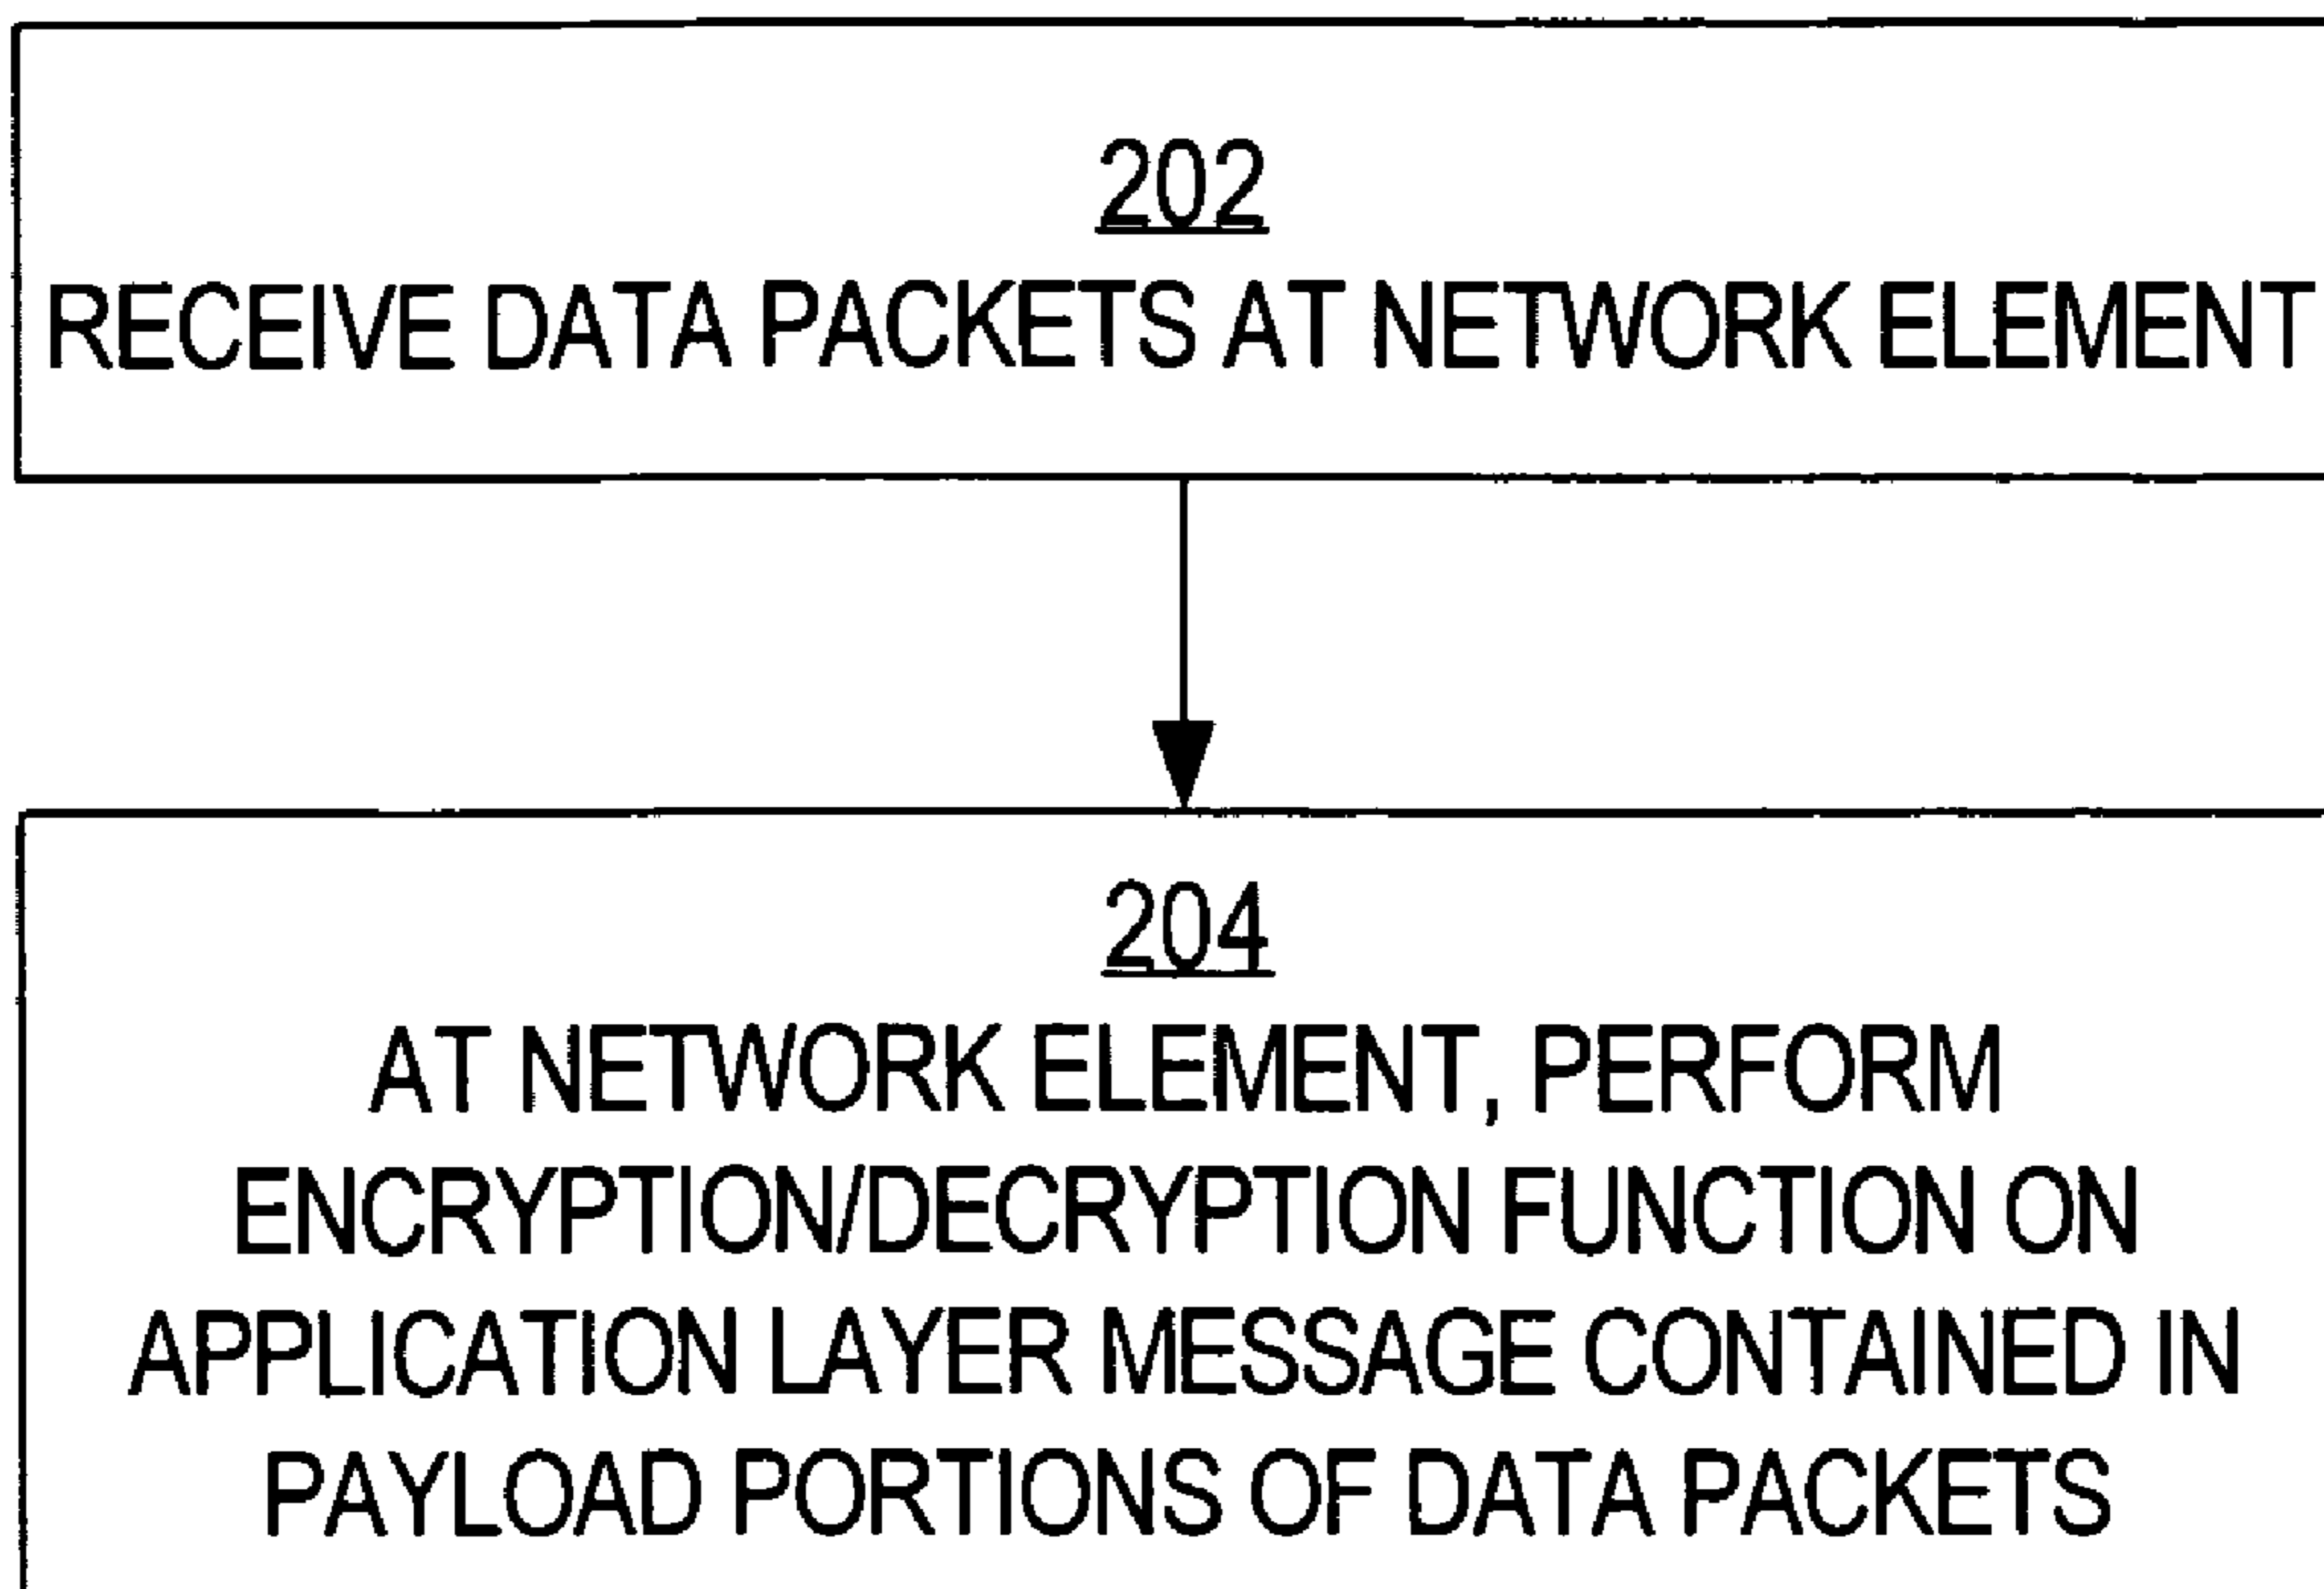 202
RECEIVE DATA PACKETS AT NETWORK ELEMENT
204
AT NETWORK ELEMENT, PERFORM
ENCRYPTION/DECRYPTION FUNCTION ON
APPLICATION LAYER MESSAGE CONTAINED IN
PAYLOAD PORTIONS OF DATA PACKETS